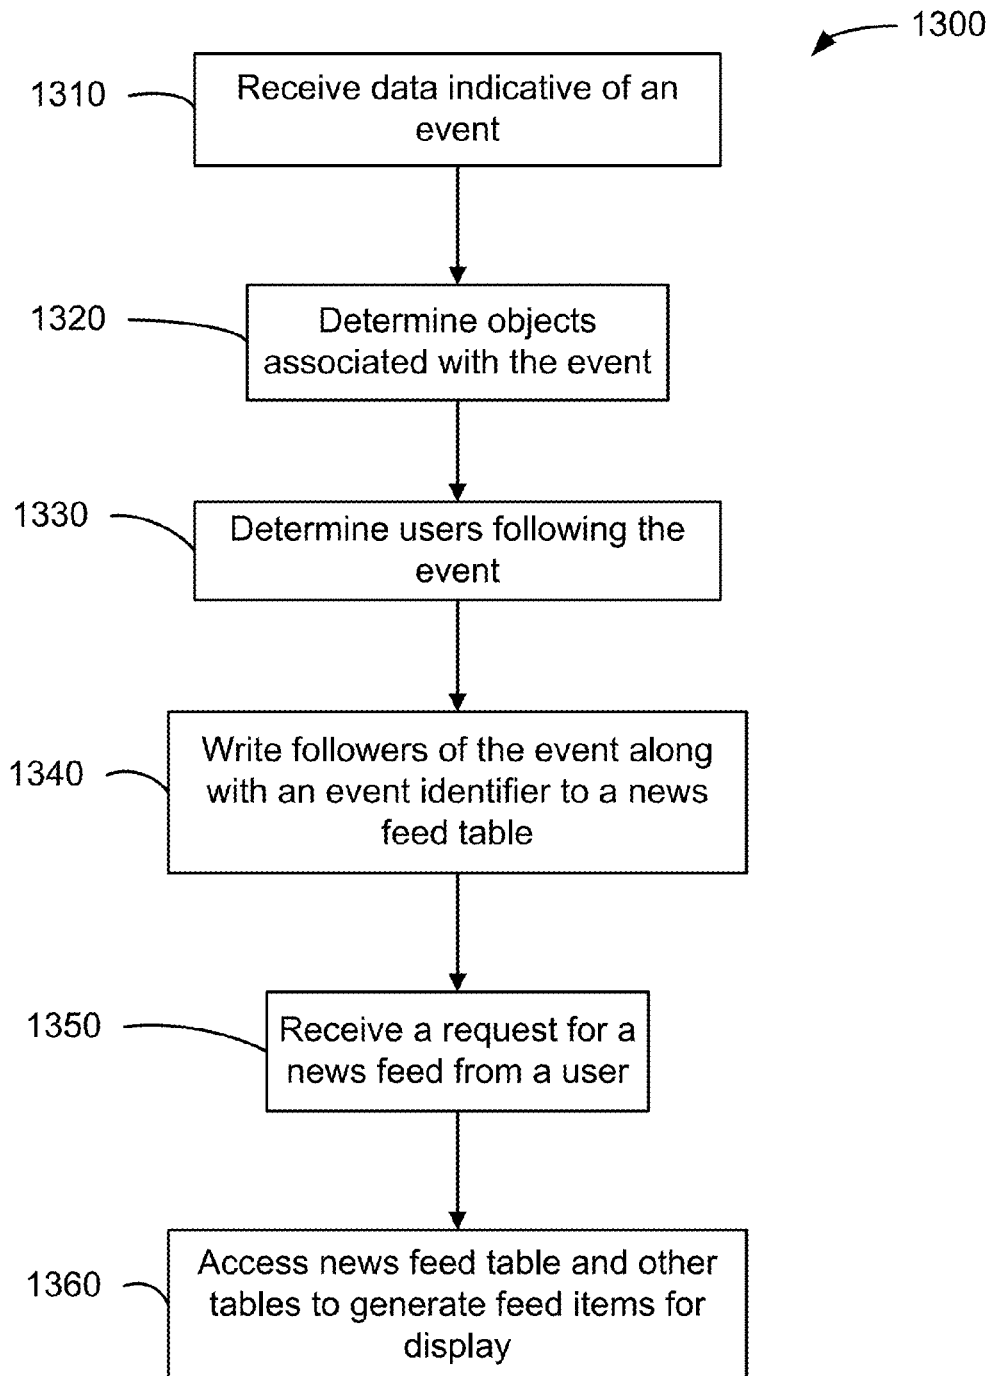 1300
1310
Receive data indicative of an
event
1320
Determine objects
associated with the event
1330
Determine users following the
event
1340
Write followers of the event along
with an event identifier to a news
feed table
1350
Receive a request for a
news feed from a user
1360
Access news feed table and other
tables to generate feed items for
display